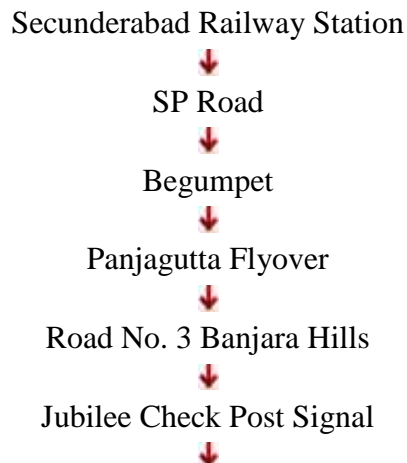 Secunderabad Railway Station
SP Road
Begumpet
Panjagutta Flyover
Road No. 3 Banjara Hills
Jubilee Check Post Signal